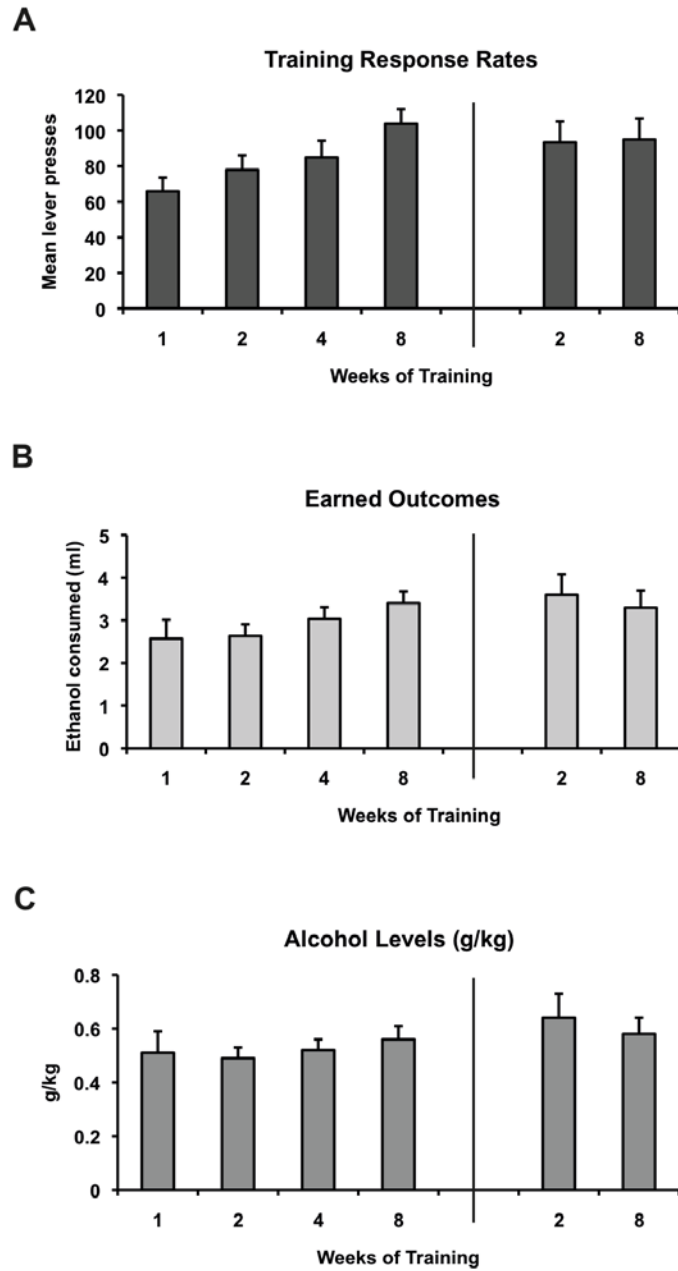 A
Training Response Rates
Mean lever presses
120
100
80
60
40
20
0
1 2 4 8 2 8
Weeks of Training
B
Earned Outcomes
Ethanol consumed (ml)
5
4
3
2
1
0
1 2 4 8 2 8
Weeks of Training
C
Alcohol Levels (g/kg)
g/kg
0.8
0.6
0.4
0.2
0
1 2 4 8 2 8
Weeks of Training